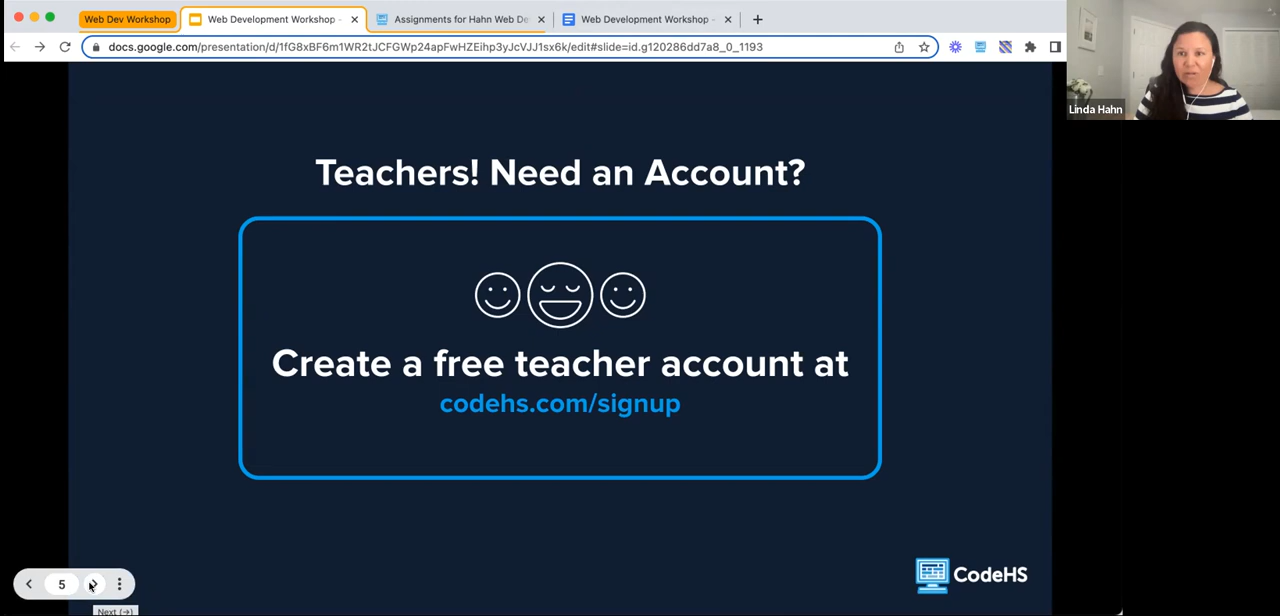 Web Dev Workshop
Web Development Workshop -
Assignments for Hahn Web De
Web Development Workshop -
docs.google.com/presentation/d/1fG8xBF6m1WR2tJCFGWp24apFwHZEihp3yJcVJJ1sx6k/edit#slide=id.g120286dd7a8_0_1193
Linda Hahn
Teachers! Need an Account?
Create a free teacher account at
codehs.com/signup
5
Next (→)
CodeHS